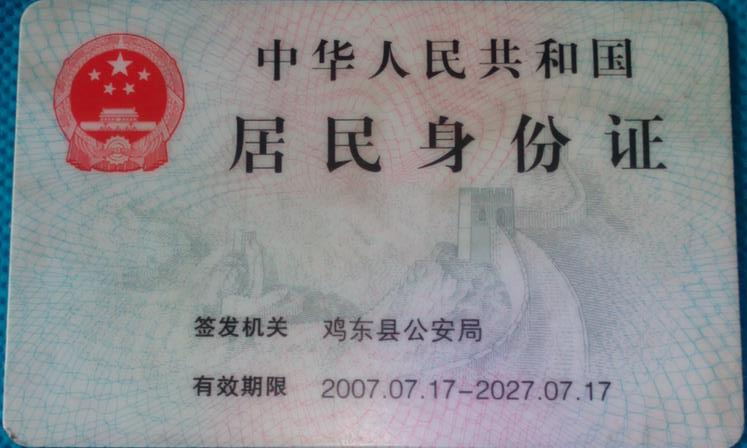 中华人民共和国
居民身份证
签发机关 鸡东县公安局
有效期限 2007.07.17-2027.07.17